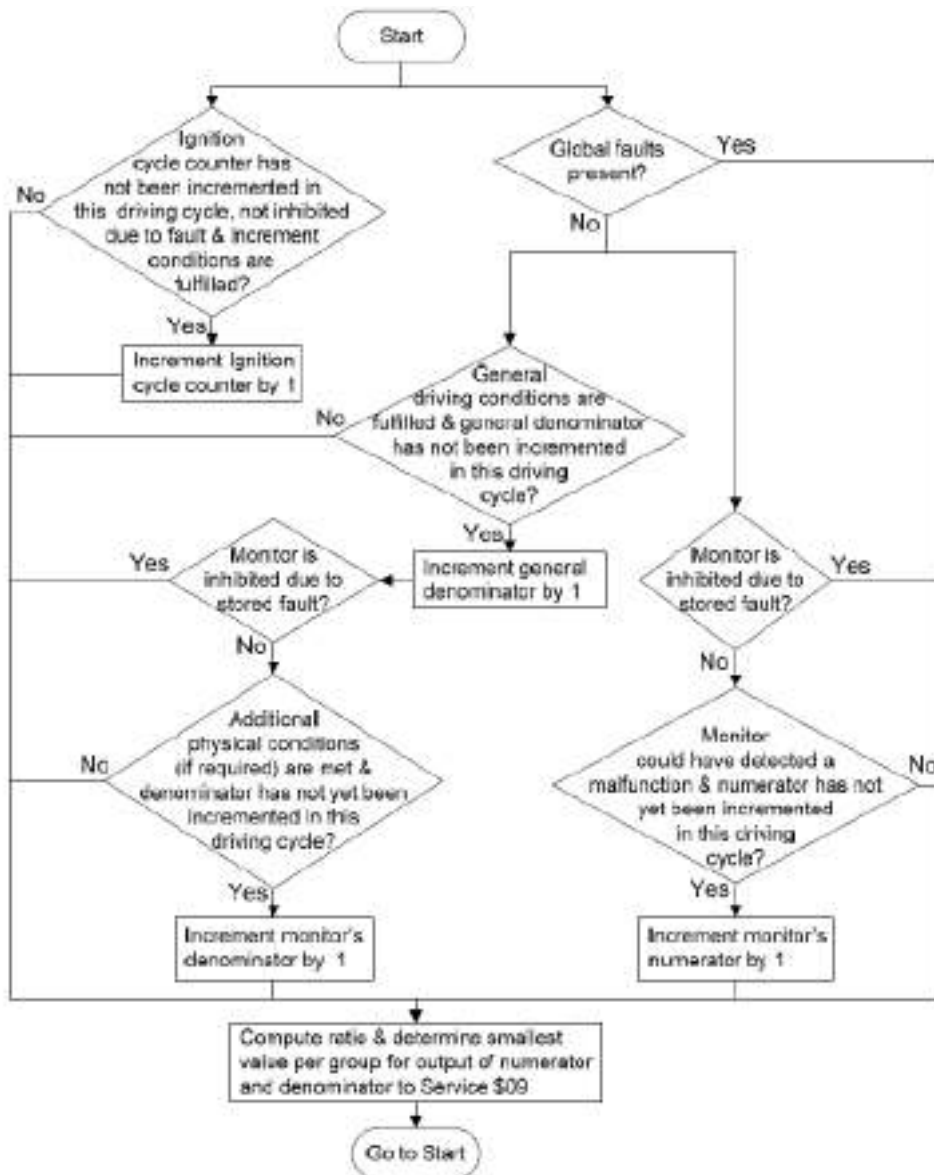 Start
Ignition
cycle counter has
not been incremented in
this driving cycle, not inhibited
due to fault & increment
conditions are
fulfilled?
No
Yes
Increment Ignition
cycle counter by 1
Global faults
present?
Yes
No
General
driving conditions are
fulfilled & general denominator
has not been incremented
in this driving
cycle?
No
Yes
Increment general
denominator by 1
Monitor is
inhibited due to
stored fault?
Yes
No
Monitor is
inhibited due to
stored fault?
Yes
No
Additional
physical conditions
(if required) are met &
denominator has not yet been
incremented in this
driving cycle?
No
Yes
Increment monitor's
denominator by 1
Monitor
could have detected a
malfunction & numerator has not
yet been incremented
in this driving
cycle?
No
Yes
Increment monitor's
numerator by 1
Compute ratio & determine smallest
value per group for output of numerator
and denominator to Service $09
Go to Start